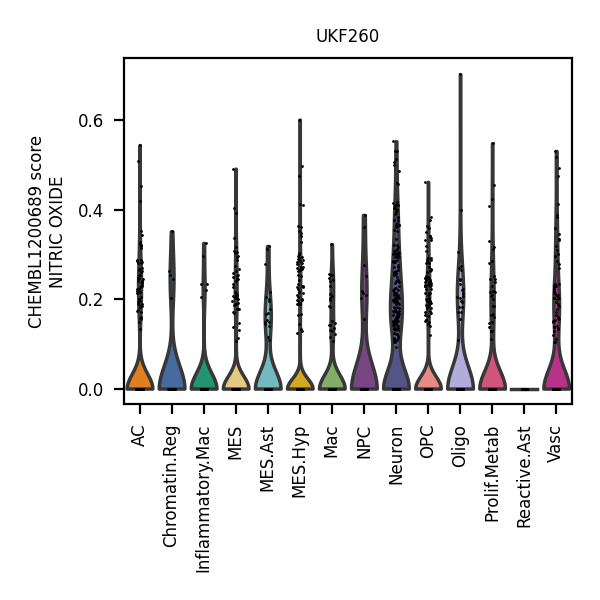 UKF260
CHEMBL1200689 score
NITRIC OXIDE
0.6
0.4
0.2
0.0
AC
Chromatin.Reg
Inflammatory.Mac
MES
MES.Ast
MES.Hyp
Mac
NPC
Neuron
OPC
Oligo
Prolif.Metab
Reactive.Ast
Vasc